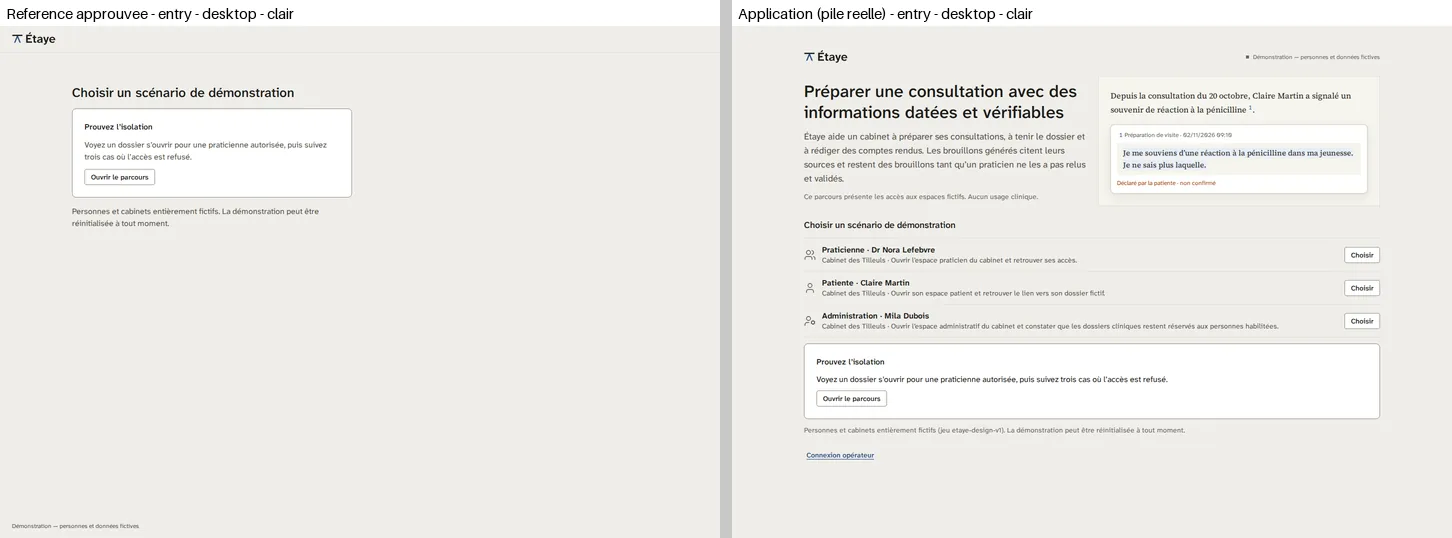 Reference approuvee - entry - desktop - clair
Étaye
Choisir un scénario de démonstration
Prouvez l'isolation
Voyez un dossier s'ouvrir pour une praticienne autorisée, puis suivez
trois cas où l'accès est refusé.
Ouvrir le parcours
Personnes et cabinets entièrement fictifs. La démonstration peut être
réinitialisée à tout moment.
Démonstration — personnes et données fictives
Application (pile reelle) - entry - desktop - clair
Étaye
Démonstration — personnes et données fictives
Préparer une consultation avec des
informations datées et vérifiables
Étaye aide un cabinet à préparer ses consultations, à tenir le dossier et
à rédiger des comptes rendus. Les brouillons générés citent leurs
sources et restent des brouillons tant qu'un praticien ne les a pas relus
et validés.
Ce parcours présente les accès aux espaces fictifs. Aucun usage clinique.
Depuis la consultation du 20 octobre, Claire Martin a signalé un
souvenir de réaction à la pénicilline 1.
1 Préparation de visite · 02/11/2026 09:10
Je me souviens d'une réaction à la pénicilline dans ma jeunesse.
Je ne sais plus laquelle.
Déclaré par la patiente · non confirmé
Choisir un scénario de démonstration
Praticienne · Dr Nora Lefebvre
Cabinet des Tilleuls · Ouvrir l'espace praticien du cabinet et retrouver ses accès.
Choisir
Patiente · Claire Martin
Cabinet des Tilleuls · Ouvrir son espace patient et retrouver le lien vers son dossier fictif.
Choisir
Administration · Mila Dubois
Cabinet des Tilleuls · Ouvrir l'espace administratif du cabinet et constater que les dossiers cliniques restent réservés aux personnes habilitées.
Choisir
Prouvez l'isolation
Voyez un dossier s'ouvrir pour une praticienne autorisée, puis suivez trois cas où l'accès est refusé.
Ouvrir le parcours
Personnes et cabinets entièrement fictifs (jeu etaye-design-v1). La démonstration peut être réinitialisée à tout moment.
Connexion opérateur